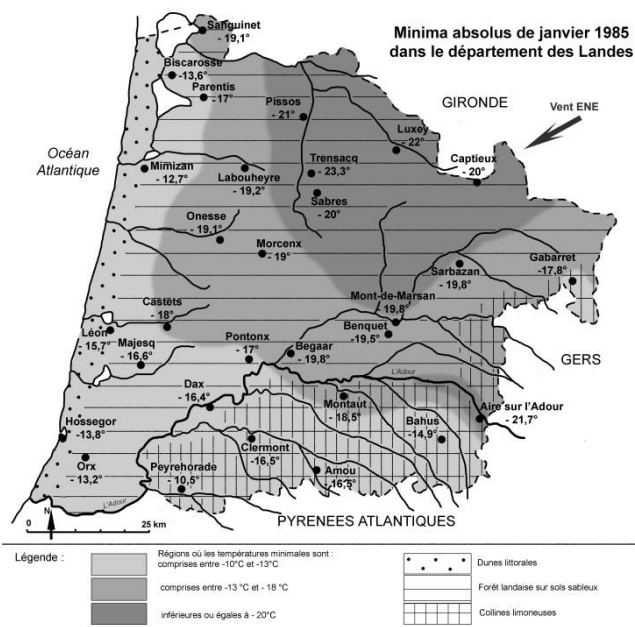 Minima absolus de janvier 1985
dans le département des Landes
Sanguinet
- 19,1°
Biscarosse
-13,6°
Parentis
-17°
Pissos
- 21°
GIRONDE
Vent ENE
Luxey
- 22°
Captieux
- 20°
Océan
Atlantique
Mimizan
- 12,7°
Labouheyre
- 19,2°
Trensacq
- 23,3°
Sabres
- 20°
Onesse
- 19,1°
Morcenx
- 19°
Sarbazan
- 19,8°
Gabarret
-17,8°
Mont-de-Marsan
19,8°
Castets
- 18°
Léon
15,7°
Majesq
- 16,6°
Pontonx
- 17°
Begaar
- 19,8°
Benquet
-19,5°
GERS
L'Adour
Dax
- 16,4°
Montaut
- 18,5°
Bahus
-14,9°
Aire sur l'Adour
- 21,7°
Hossegor
-13,8°
Orx
- 13,2°
Clermont
-16,5°
Amou
-16,5°
Peyrehorade
- 10,5°
L'Adour
N
0 25 km
PYRENEES ATLANTIQUES
Légende :
Régions où les températures minimales sont :
comprises entre -10°C et -13°C
comprises entre -13 °C et - 18 °C
inférieures ou égales à - 20°C
Dunes littorales
Forêt landaise sur sols sableux
Collines limoneuses